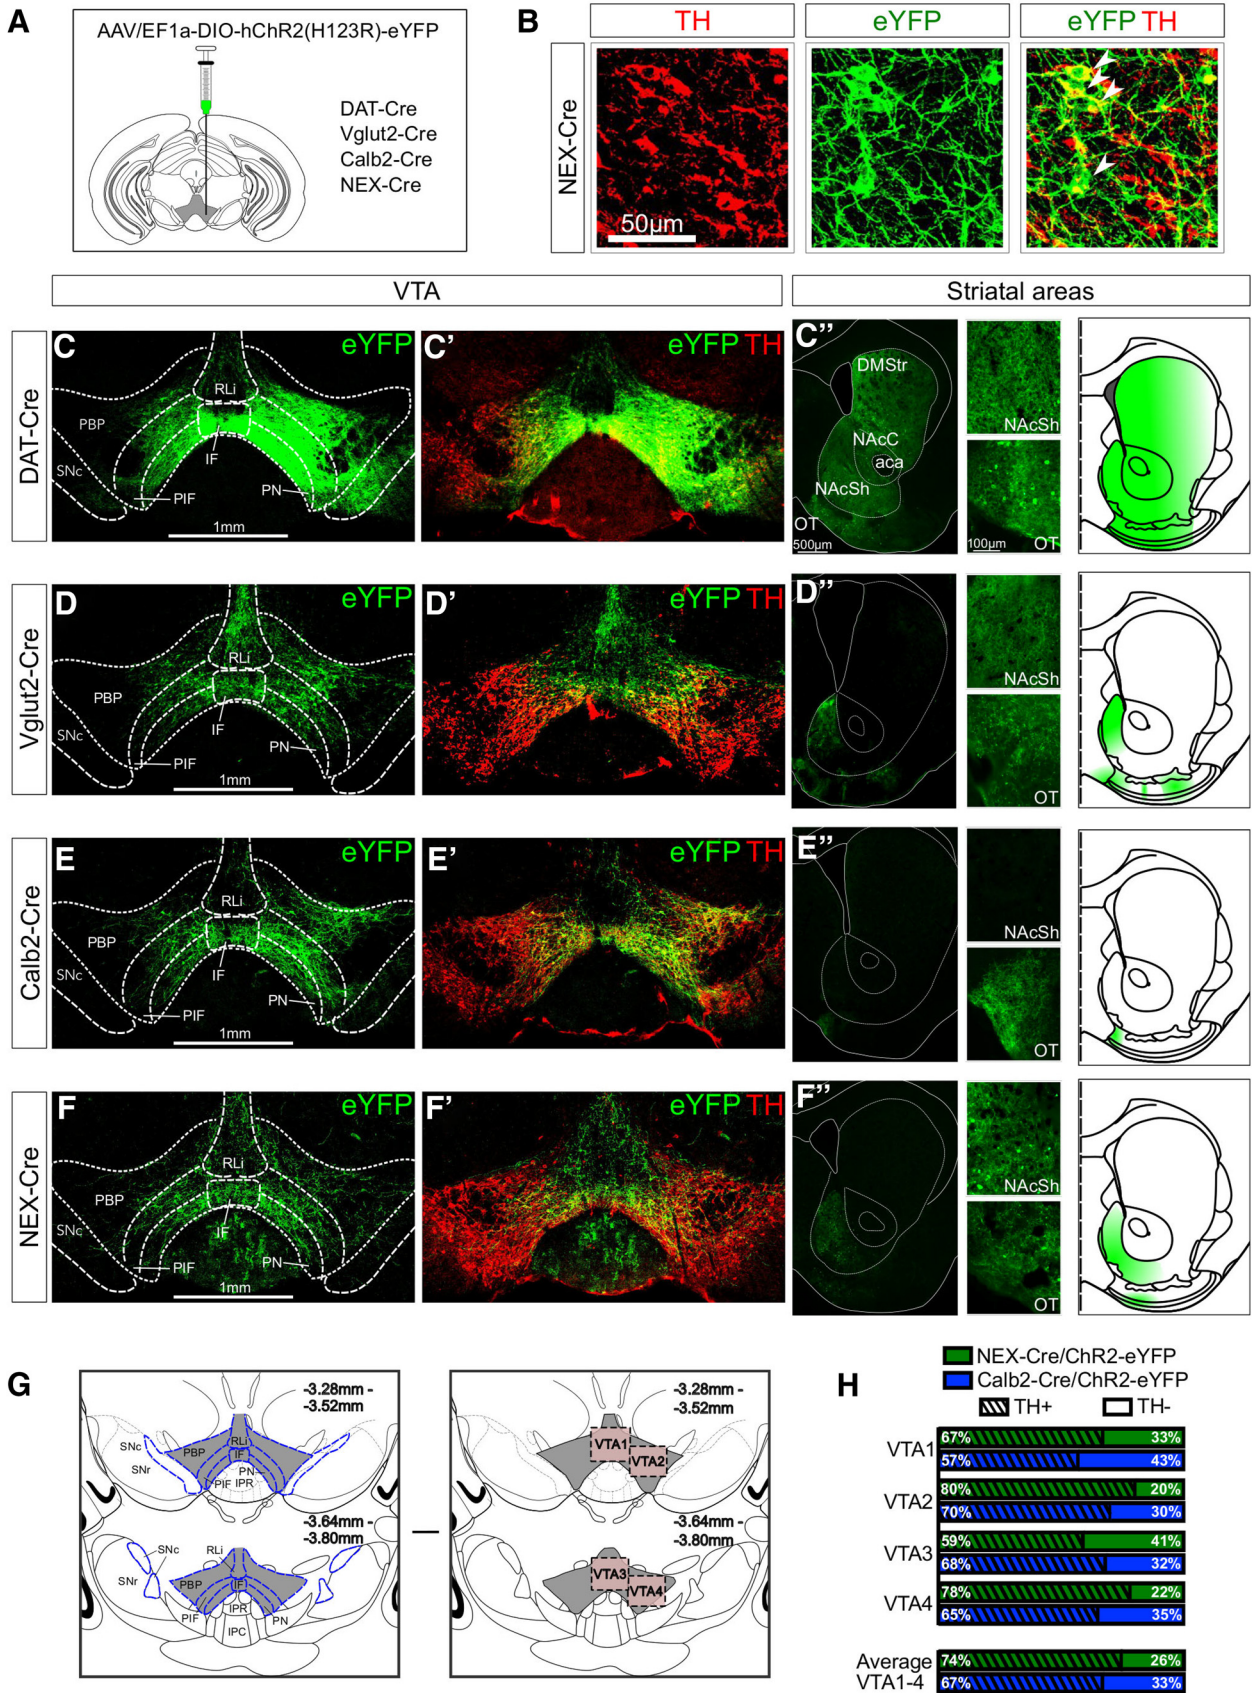 A
AAV/EF1a-DIO-hChR2(H123R)-eYFP
DAT-Cre
Vglut2-Cre
Calb2-Cre
NEX-Cre
B
TH
eYFP
eYFP TH
NEX-Cre
50µm
VTA
Striatal areas
DAT-Cre
C
eYFP
RLi
PBP
SNc
IF
PIF
PN
1mm
C'
eYFP TH
C"
DMStr
NAcC
aca
NAcSh
OT
500µm
NAcSh
100µm
OT
Vglut2-Cre
D
eYFP
RLi
PBP
SNc
IF
PIF
PN
1mm
D'
eYFP TH
D"
NAcSh
OT
Calb2-Cre
E
eYFP
RLi
PBP
SNc
IF
PIF
PN
1mm
E'
eYFP TH
E"
NAcSh
OT
NEX-Cre
F
eYFP
RLi
PBP
SNc
IF
PIF
PN
1mm
F'
eYFP TH
F"
NAcSh
OT
G
-3.28mm -
-3.52mm
SNc
SNr
PBP
RLi
IF
PN
PIF
IPR
-3.64mm -
-3.80mm
SNc
SNr
RLi
PBP
IF
PIF
IPR
PN
IPC
-3.28mm -
-3.52mm
VTA1
VTA2
-3.64mm -
-3.80mm
VTA3
VTA4
H
NEX-Cre/ChR2-eYFP
Calb2-Cre/ChR2-eYFP
TH+ TH-
VTA1
67% 33%
57% 43%
VTA2
80% 20%
70% 30%
VTA3
59% 41%
68% 32%
VTA4
78% 22%
65% 35%
Average
VTA1-4
74% 26%
67% 33%